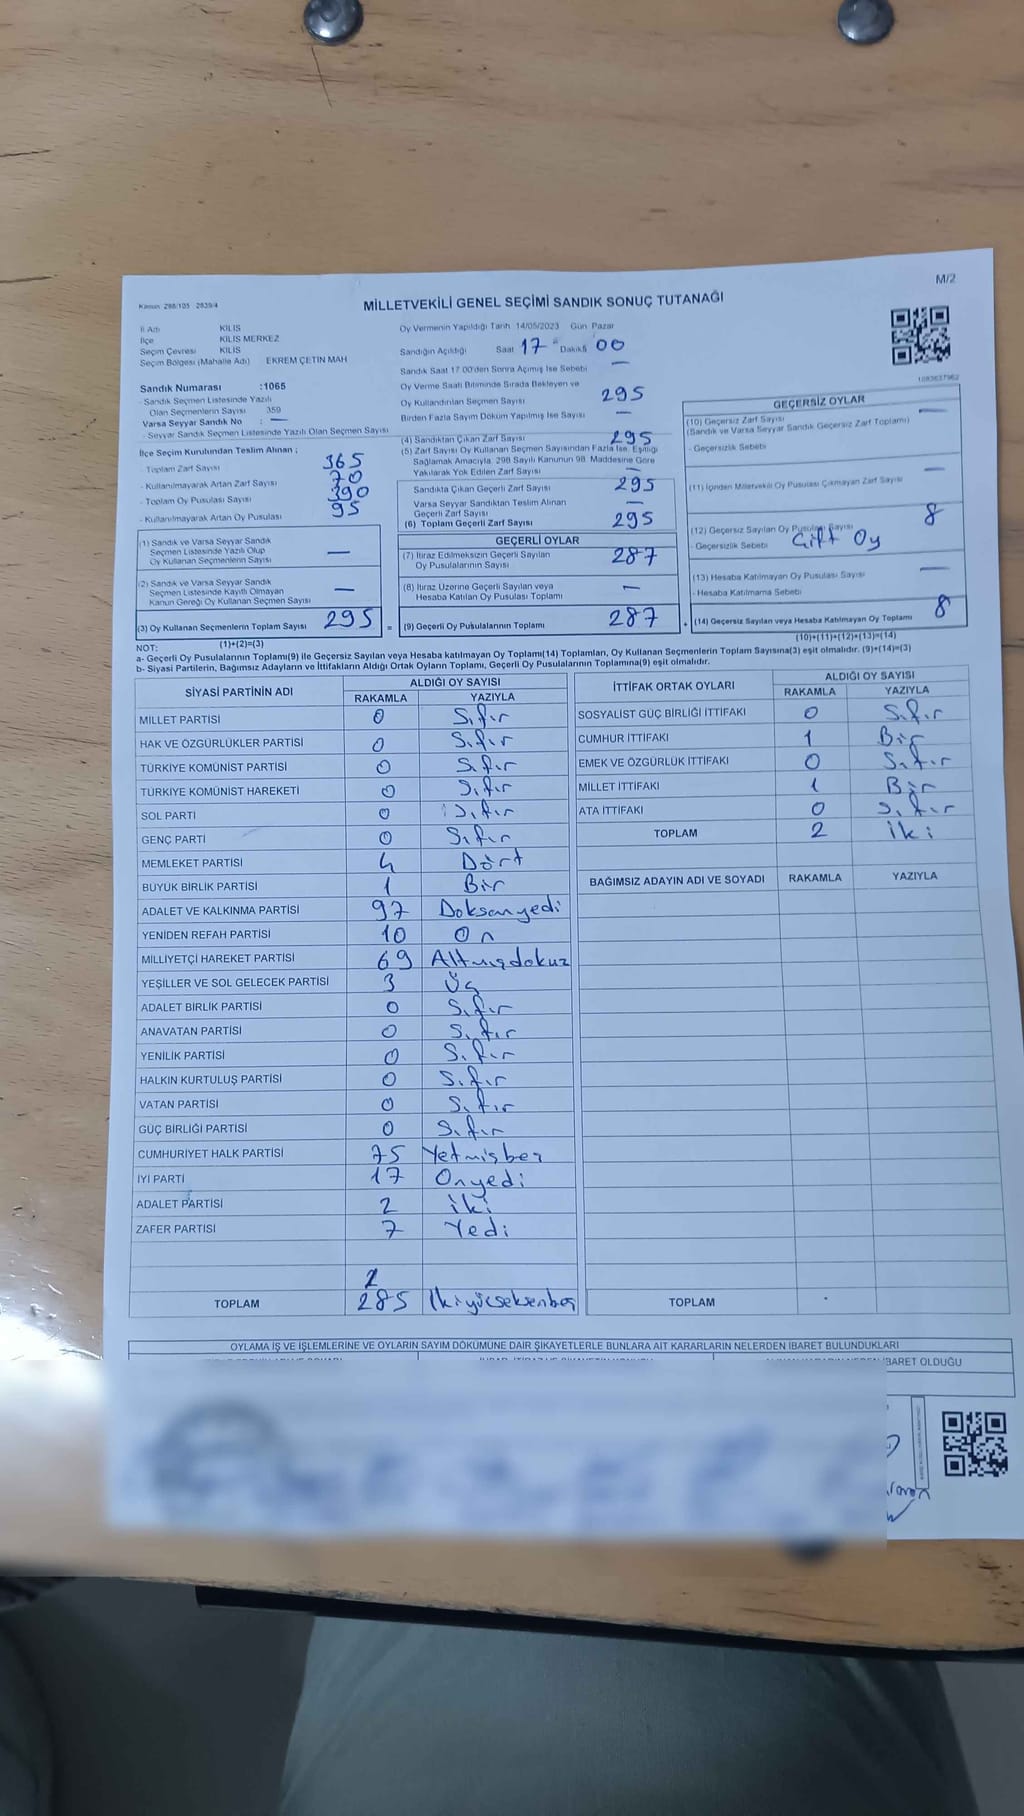 M/2
Kanun 298/105 2839/4
MİLLETVEKİLİ GENEL SEÇİMİ SANDIK SONUÇ TUTANAĞI
İl Adı KİLİS
İlçe KİLİS MERKEZ
Seçim Çevresi KİLİS
Seçim Bölgesi (Mahalle Adı) EKREM ÇETİN MAH
Sandık Numarası :1065
- Sandık Seçmen Listesinde Yazılı
Olan Seçmenlerin Sayısı 359
Varsa Seyyar Sandık No : —
- Seyyar Seçmen Listesinde Yazılı Olan Seçmen Sayısı
İlçe Seçim Kurulundan Teslim Alınan ;
- Toplam Zarf Sayısı 365
- Kullanılmayarak Artan Zarf Sayısı 70
- Toplam Oy Pusulası Sayısı 390
- Kullanılmayarak Artan Oy Pusulası 95
(1) Sandık ve Varsa Seyyar Sandık
Seçmen Listesinde Yazılı Olup
Oy Kullanan Seçmenlerin Sayısı —
(2) Sandık ve Varsa Seyyar Sandık
Seçmen Listesinde Kayıtlı Olmayan
Kanun Gereği Oy Kullanan Seçmen Sayısı —
(3) Oy Kullanan Seçmenlerin Toplam Sayısı 295 =
(1)+(2)=(3)
Oy Vermenin Yapıldığı Tarih 14/05/2023 Gün Pazar
Sandığın Açıldığı Saat 17 Dakika 00
Sandık Saat 17 00'den Sonra Açılmış İse Sebebi —
Oy Verme Saati Bitiminde Sırada Bekleyen ve
Oy Kullandırılan Seçmen Sayısı 295
Birden Fazla Sayım Döküm Yapılmış İse Sayısı —
(4) Sandıktan Çıkan Zarf Sayısı 295
(5) Zarf Sayısı Oy Kullanan Seçmen Sayısından Fazla İse, Eşitliği
Sağlamak Amacıyla, 298 Sayılı Kanunun 98. Maddesine Göre
Yakılarak Yok Edilen Zarf Sayısı —
Sandıkta Çıkan Geçerli Zarf Sayısı 295
Varsa Seyyar Sandıktan Teslim Alınan
Geçerli Zarf Sayısı —
(6) Toplam Geçerli Zarf Sayısı 295
GEÇERLİ OYLAR
(7) İtiraz Edilmeksizin Geçerli Sayılan
Oy Pusulalarının Sayısı 287
(8) İtiraz Üzerine Geçerli Sayılan veya
Hesaba Katılan Oy Pusulası Toplamı —
(9) Geçerli Oy Pusulalarının Toplamı 287 +
GEÇERSİZ OYLAR
(10) Geçersiz Zarf Sayısı —
(Sandık ve Varsa Seyyar Sandık Geçersiz Zarf Toplamı)
- Geçersizlik Sebebi
(11) İçinden Milletvekili Oy Pusulası Çıkmayan Zarf Sayısı —
(12) Geçersiz Sayılan Oy Pusulası Sayısı 8
- Geçersizlik Sebebi Çift Oy
(13) Hesaba Katılmayan Oy Pusulası Sayısı —
- Hesaba Katılmama Sebebi
(14) Geçersiz Sayılan veya Hesaba Katılmayan Oy Toplamı 8
(10)+(11)+(12)+(13)=(14)
NOT:
a- Geçerli Oy Pusulalarının Toplamı(9) ile Geçersiz Sayılan veya Hesaba katılmayan Oy Toplamı(14) Toplamları, Oy Kullanan Seçmenlerin Toplam Sayısına(3) eşit olmalıdır. (9)+(14)=(3)
b- Siyasi Partilerin, Bağımsız Adayların ve İttifakların Aldığı Ortak Oyların Toplamı, Geçerli Oy Pusulalarının Toplamına(9) eşit olmalıdır.
SİYASİ PARTİNİN ADI ALDIĞI OY SAYISI
RAKAMLA YAZIYLA
MİLLET PARTİSİ 0 Sıfır
HAK VE ÖZGÜRLÜKLER PARTİSİ 0 Sıfır
TÜRKİYE KOMÜNİST PARTİSİ 0 Sıfır
TÜRKİYE KOMÜNİST HAREKETİ 0 Sıfır
SOL PARTİ 0 Sıfır
GENÇ PARTİ 0 Sıfır
MEMLEKET PARTİSİ 4 Dört
BÜYÜK BİRLİK PARTİSİ 1 Bir
ADALET VE KALKINMA PARTİSİ 97 Doksanyedi
YENİDEN REFAH PARTİSİ 10 On
MİLLİYETÇİ HAREKET PARTİSİ 69 Altmışdokuz
YEŞİLLER VE SOL GELECEK PARTİSİ 3 Üç
ADALET BİRLİK PARTİSİ 0 Sıfır
ANAVATAN PARTİSİ 0 Sıfır
YENİLİK PARTİSİ 0 Sıfır
HALKIN KURTULUŞ PARTİSİ 0 Sıfır
VATAN PARTİSİ 0 Sıfır
GÜÇ BİRLİĞİ PARTİSİ 0 Sıfır
CUMHURİYET HALK PARTİSİ 75 Yetmişbeş
İYİ PARTİ 17 Onyedi
ADALET PARTİSİ 2 İki
ZAFER PARTİSİ 7 Yedi
2
TOPLAM 285 İkiyüzseksenbeş
İTTİFAK ORTAK OYLARI ALDIĞI OY SAYISI
RAKAMLA YAZIYLA
SOSYALİST GÜÇ BİRLİĞİ İTTİFAKI 0 Sıfır
CUMHUR İTTİFAKI 1 Bir
EMEK VE ÖZGÜRLÜK İTTİFAKI 0 Sıfır
MİLLET İTTİFAKI 1 Bir
ATA İTTİFAKI 0 Sıfır
TOPLAM 2 İki
BAĞIMSIZ ADAYIN ADI VE SOYADI RAKAMLA YAZIYLA
TOPLAM
OYLAMA İŞ VE İŞLEMLERİNE VE OYLARIN SAYIM DÖKÜMÜNE DAİR ŞİKAYETLERLE BUNLARA AİT KARARLARIN NELERDEN İBARET BULUNDUKLARI
İBARET OLDUĞU